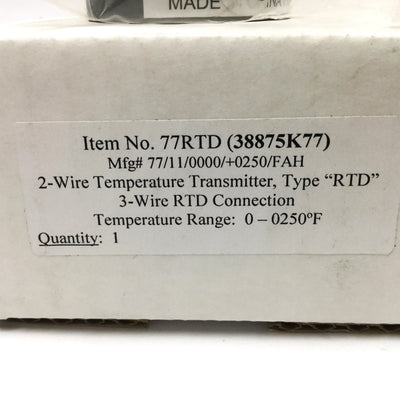 MADE
Item No. 77RTD (38875K77)
Mfg# 77/11/0000/+0250/FAH
2-Wire Temperature Transmitter, Type “RTD”
3-Wire RTD Connection
Temperature Range: 0 – 0250ºF
Quantity: 1